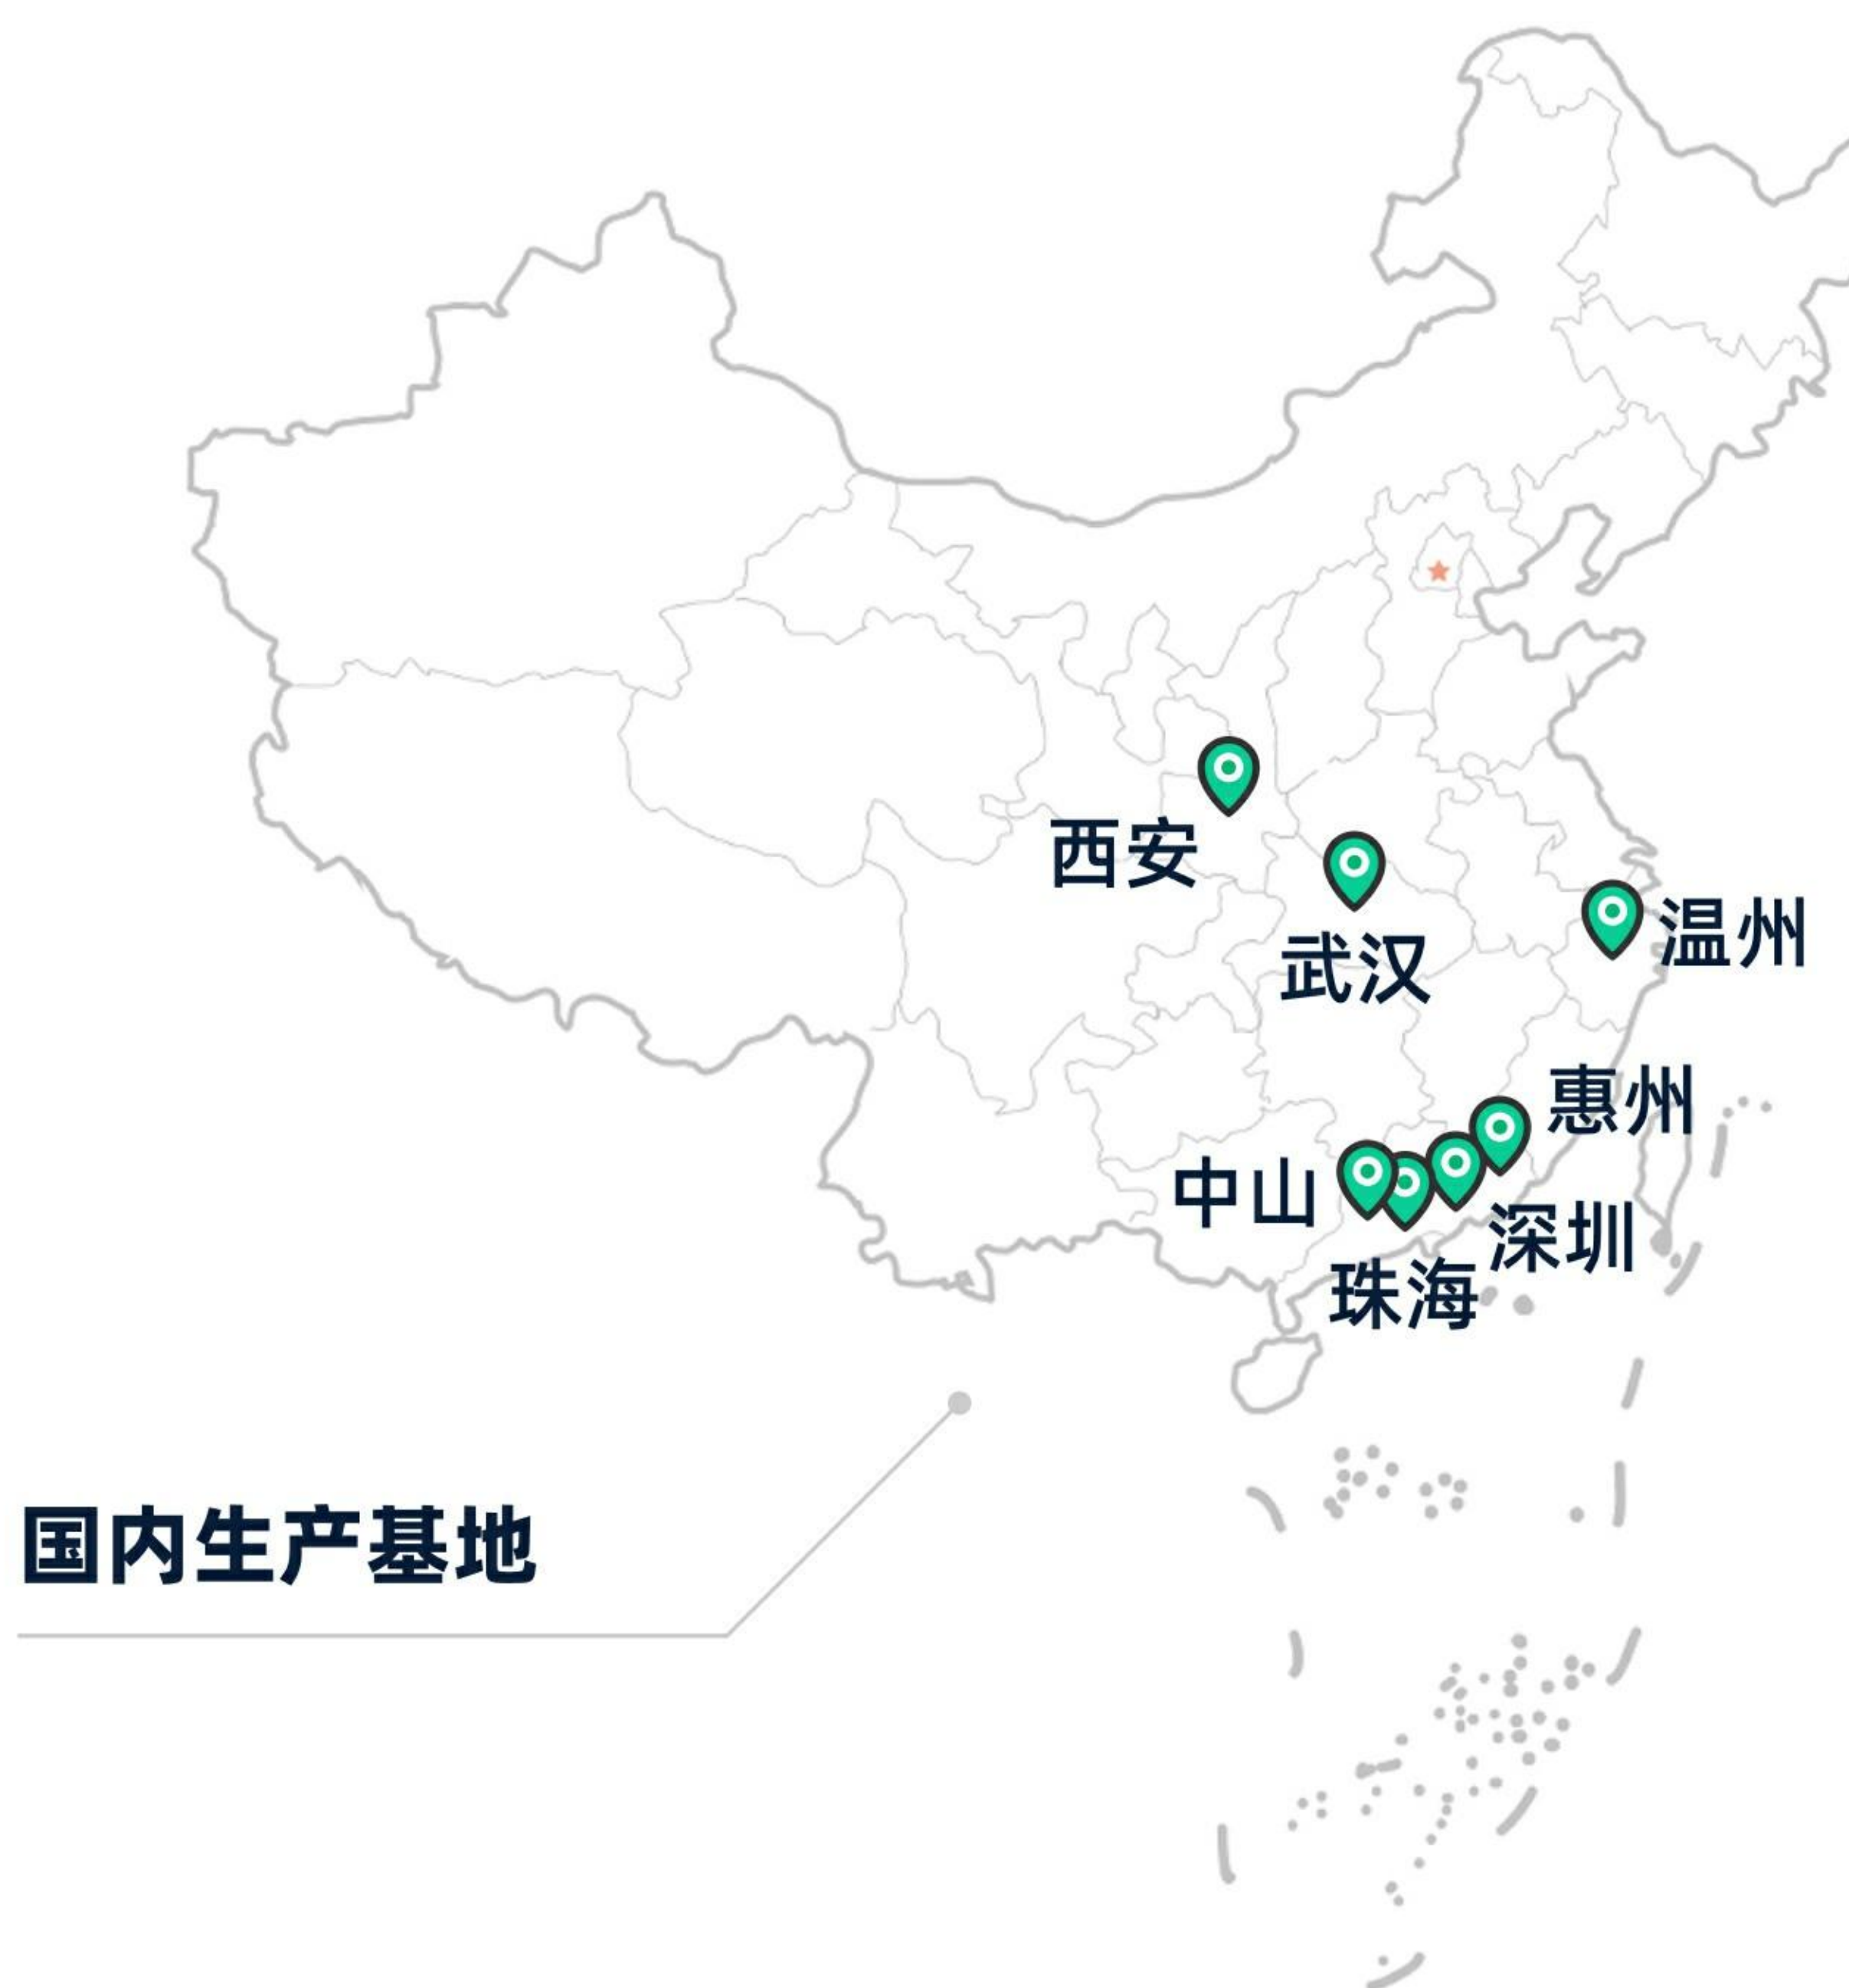 西安
武汉
温州
惠州
中山
深圳
珠海
国内生产基地